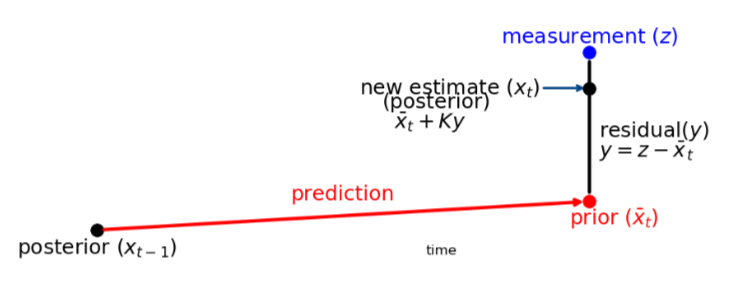 measurement (z)
new estimate (xₜ)
(posterior)
x̄ₜ + Ky
residual(y)
y = z − x̄ₜ
prediction
prior (x̄ₜ)
posterior (xₜ₋₁)
time